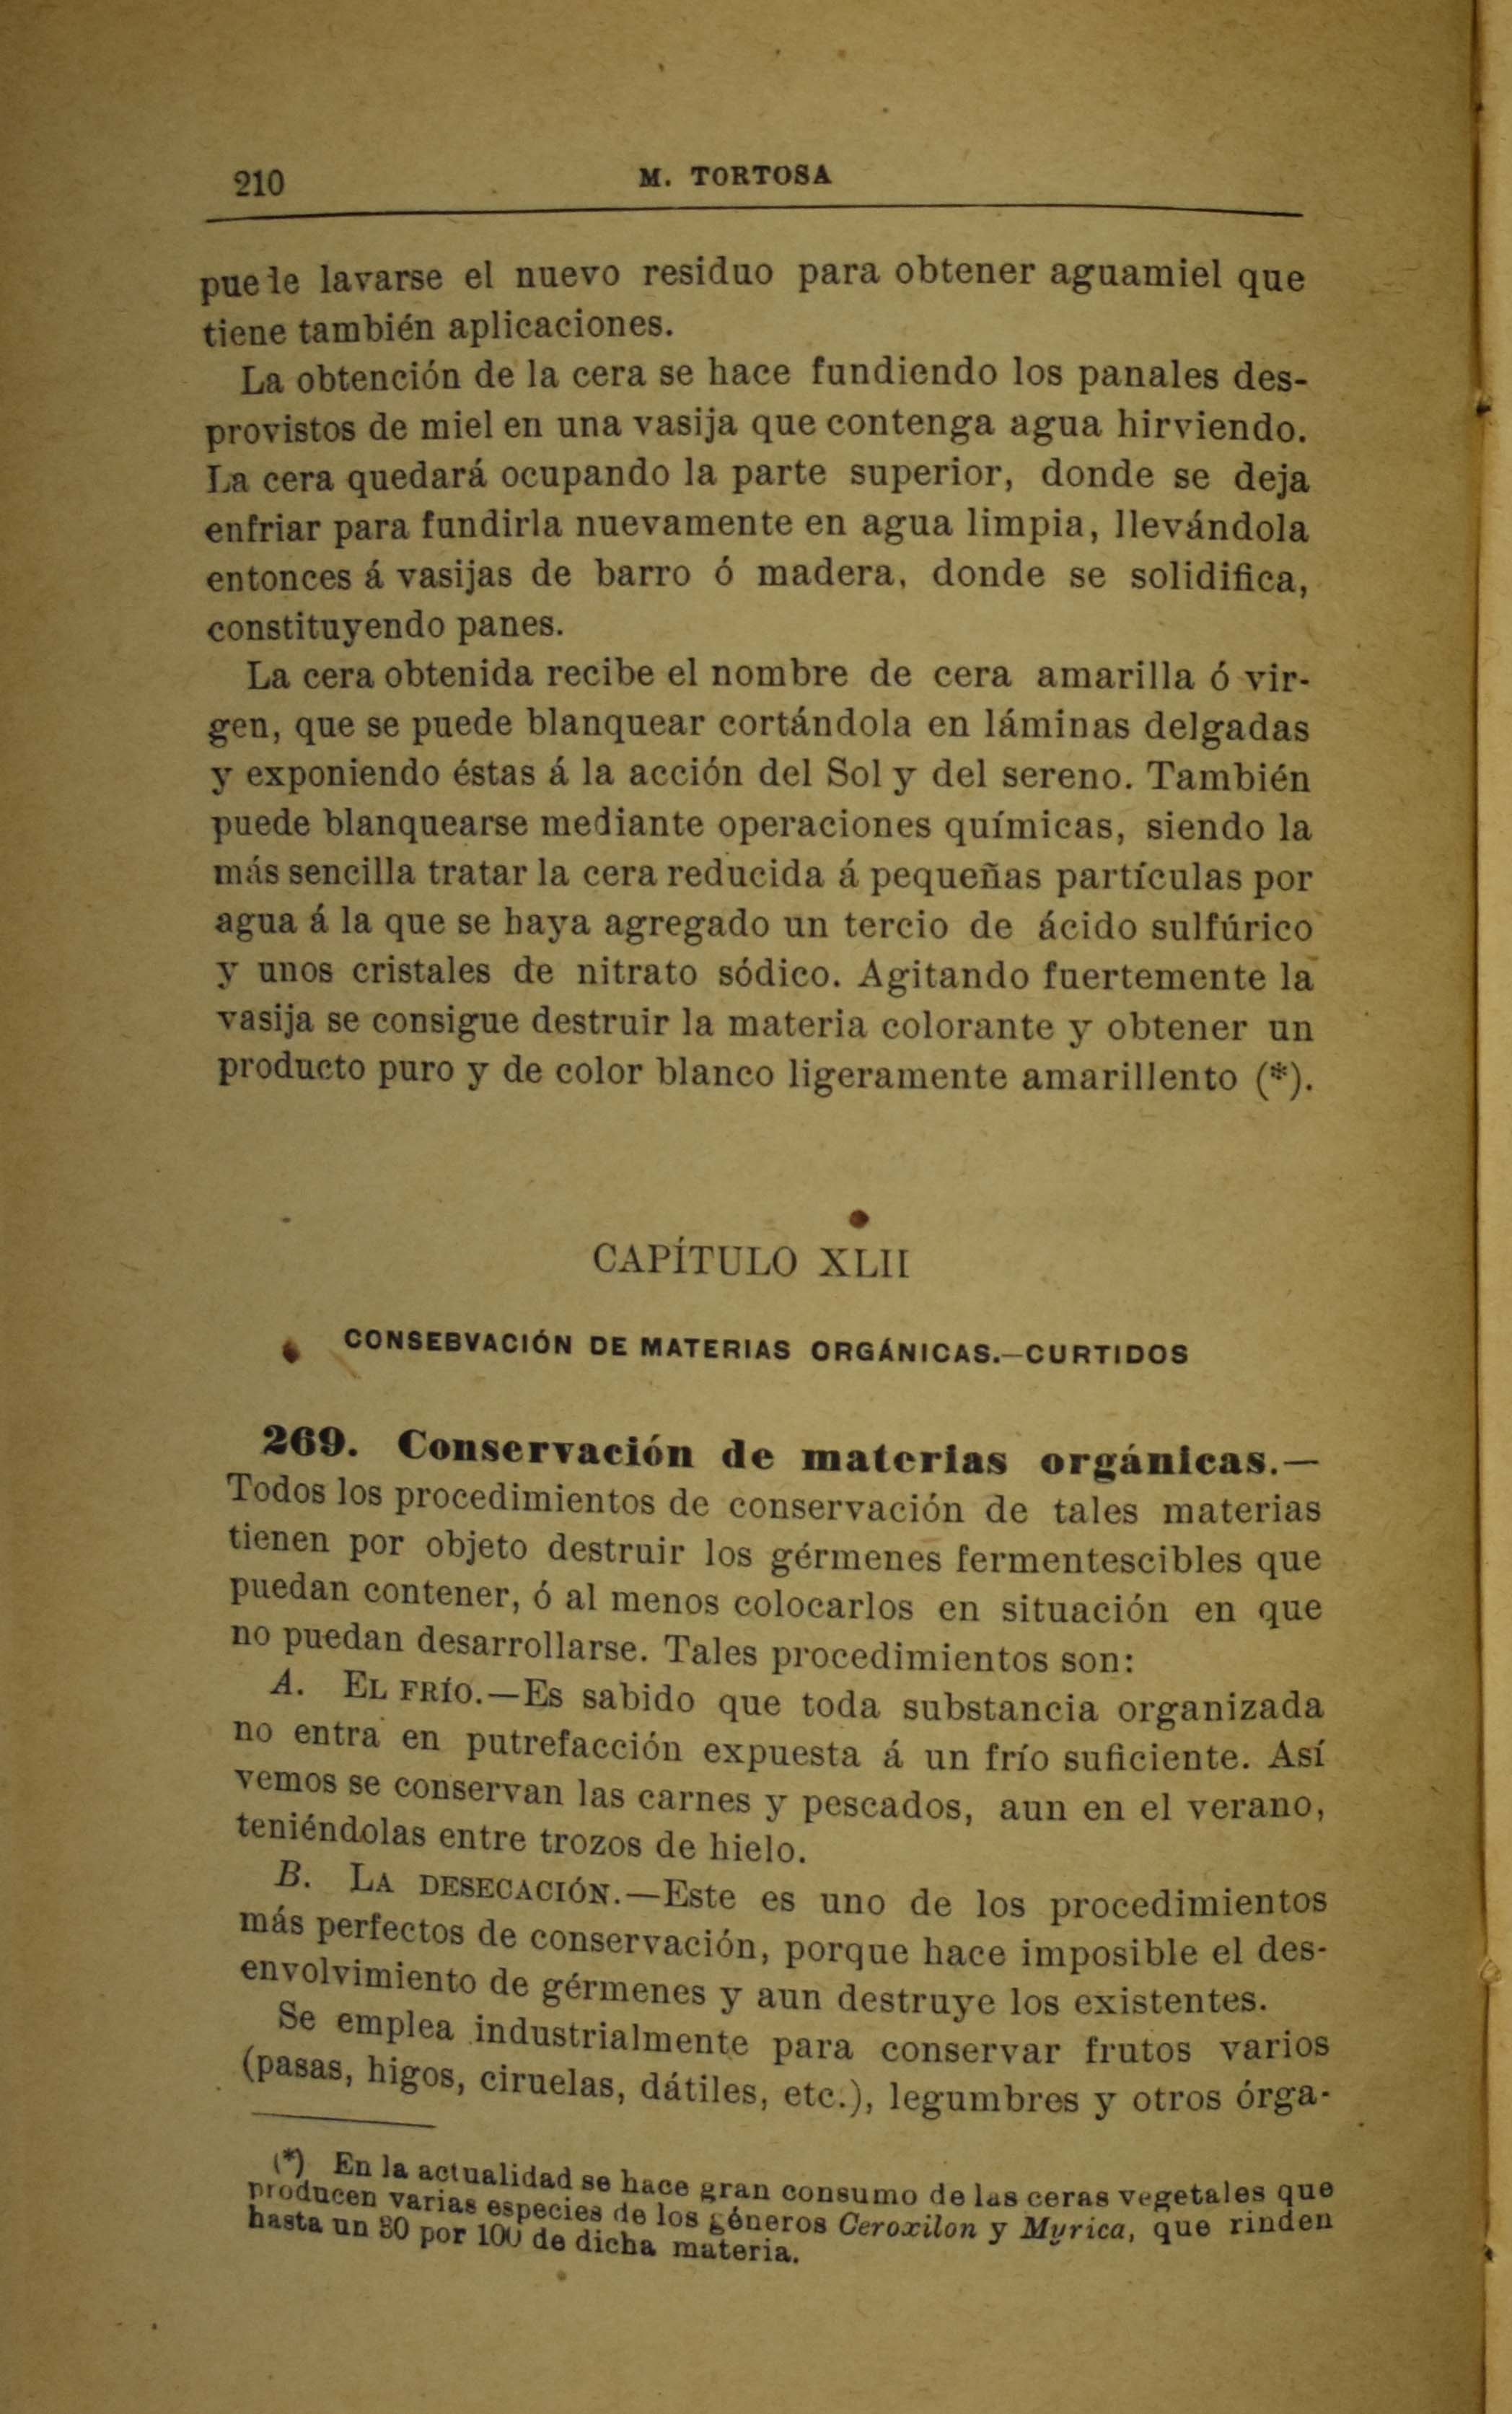 210
M. TORTOSA
puede lavarse el nuevo residuo para obtener aguamiel que
tiene también aplicaciones.
La obtención de la cera se hace fundiendo los panales des-
provistos de miel en una vasija que contenga agua hirviendo.
La cera quedará ocupando la parte superior, donde se deja
enfriar para fundirla nuevamente en agua limpia, llevándola
entonces á vasijas de barro ó madera, donde se solidifica,
constituyendo panes.
La cera obtenida recibe el nombre de cera amarilla ó vir-
gen, que se puede blanquear cortándola en láminas delgadas
y exponiendo éstas á la acción del Sol y del sereno. También
puede blanquearse mediante operaciones químicas, siendo la
más sencilla tratar la cera reducida á pequeñas partículas por
agua á la que se haya agregado un tercio de ácido sulfúrico
y unos cristales de nitrato sódico. Agitando fuertemente la
vasija se consigue destruir la materia colorante y obtener un
producto puro y de color blanco ligeramente amarillento (*).
CAPÍTULO XLII
CONSEBVACIÓN DE MATERIAS ORGÁNICAS.—CURTIDOS
269. Conservación de materias orgánicas.—
Todos los procedimientos de conservación de tales materias
tienen por objeto destruir los gérmenes fermentescibles que
puedan contener, ó al menos colocarlos en situación en que
no puedan desarrollarse. Tales procedimientos son:
A. EL FRÍO.—Es sabido que toda substancia organizada
no entra en putrefacción expuesta á un frío suficiente. Así
vemos se conservan las carnes y pescados, aun en el verano,
teniéndolas entre trozos de hielo.
B. LA DESECACIÓN.—Este es uno de los procedimientos
más perfectos de conservación, porque hace imposible el des-
envolvimiento de gérmenes y aun destruye los existentes.
Se emplea industrialmente para conservar frutos varios
(pasas, higos, ciruelas, dátiles, etc.), legumbres y otros órga-
(*) En la actualidad se hace gran consumo de las ceras vegetales que
producen varias especies de los géneros Ceroxilon y Myrica, que rinden
hasta un 30 por 100 de dicha materia.